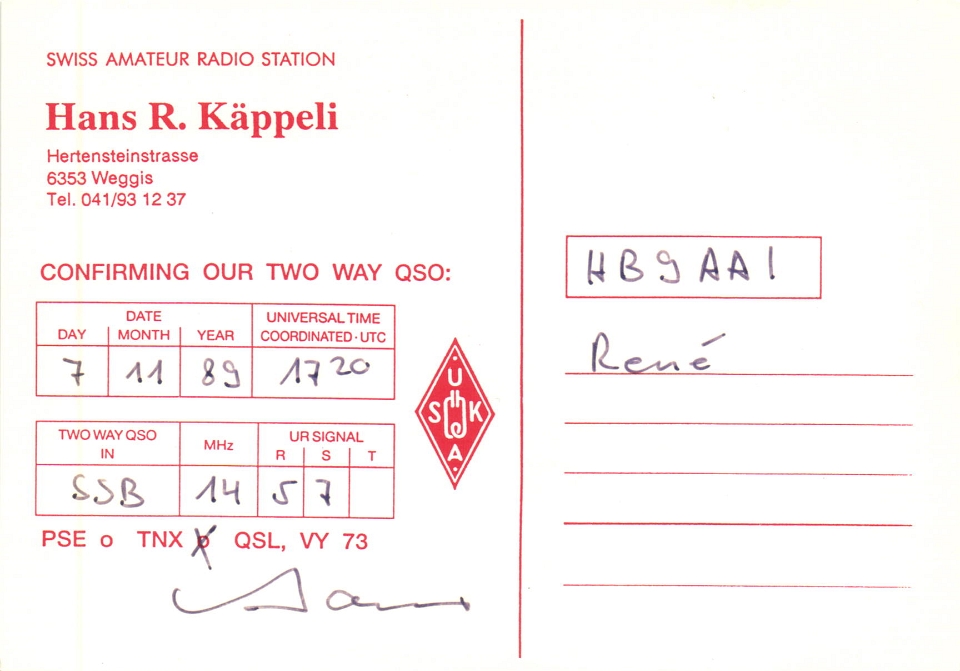 SWISS AMATEUR RADIO STATION
Hans R. Käppeli
Hertensteinstrasse
6353 Weggis
Tel. 041/93 12 37
CONFIRMING OUR TWO WAY QSO:
DATE
DAY MONTH YEAR
UNIVERSAL TIME
COORDINATED·UTC
7 11 89 1720
TWO WAY QSO
IN
MHz
UR SIGNAL
R S T
SSB 14 5 7
PSE o TNX o QSL, VY 73
U
S K
A
HB9AAI
René